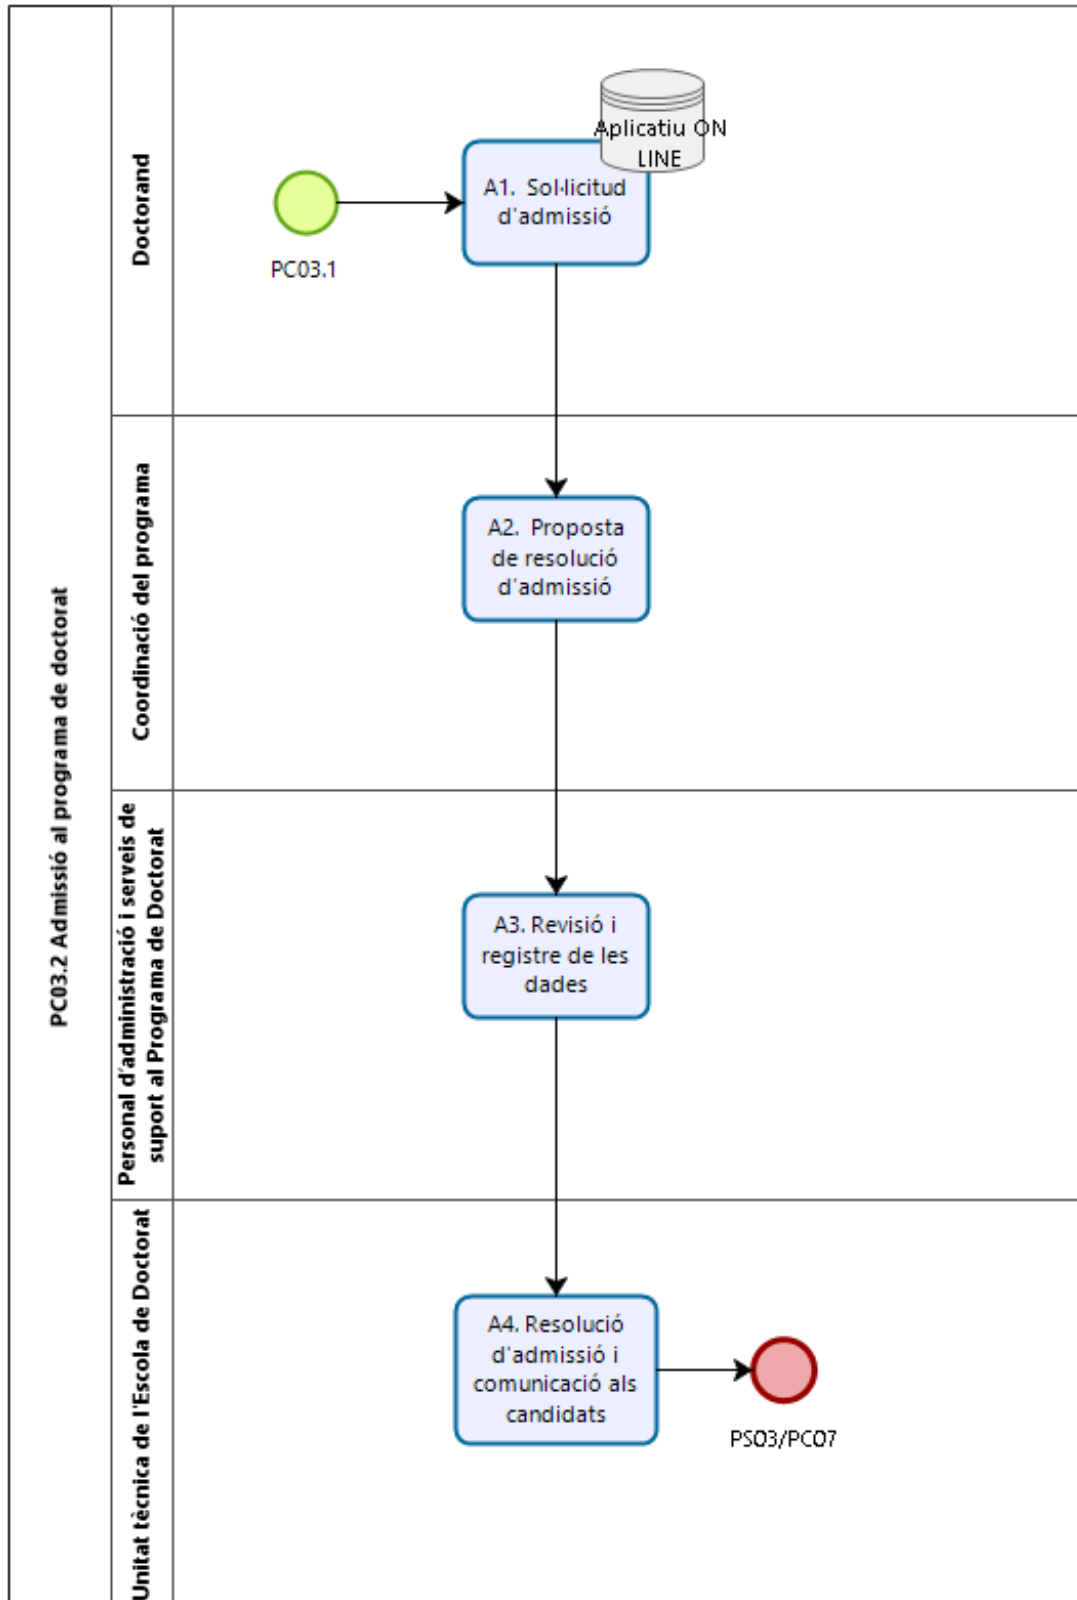 PC03.2 Admissió al programa de doctorat
Doctorand
Aplicatiu ON
LINE
A1. Sol·licitud
d'admissió
PC03.1
Coordinació del programa
A2. Proposta
de resolució
d'admissió
Personal d'administració i serveis de
suport al Programa de Doctorat
A3. Revisió i
registre de les
dades
Unitat tècnica de l'Escola de Doctorat
A4. Resolució
d'admissió i
comunicació als
candidats
PS03/PC07